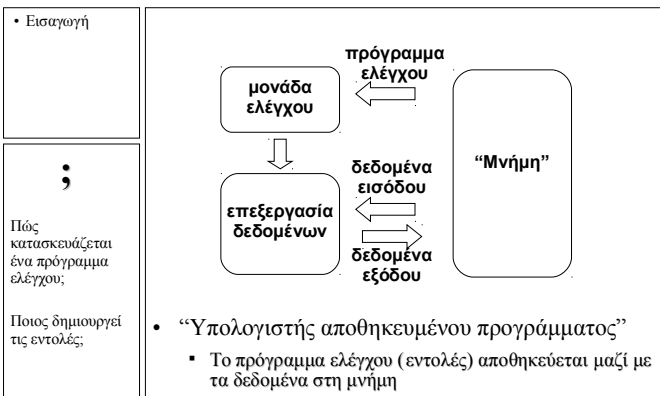 • Εισαγωγή
;
Πώς
κατασκευάζεται
ένα πρόγραμμα
ελέγχου;
Ποιος δημιουργεί
τις εντολές;
πρόγραμμα
ελέγχου
μονάδα
ελέγχου
“Μνήμη”
δεδομένα
εισόδου
επεξεργασία
δεδομένων
δεδομένα
εξόδου
• “Υπολογιστής αποθηκευμένου προγράμματος”
▪ Το πρόγραμμα ελέγχου (εντολές) αποθηκεύεται μαζί με
τα δεδομένα στη μνήμη